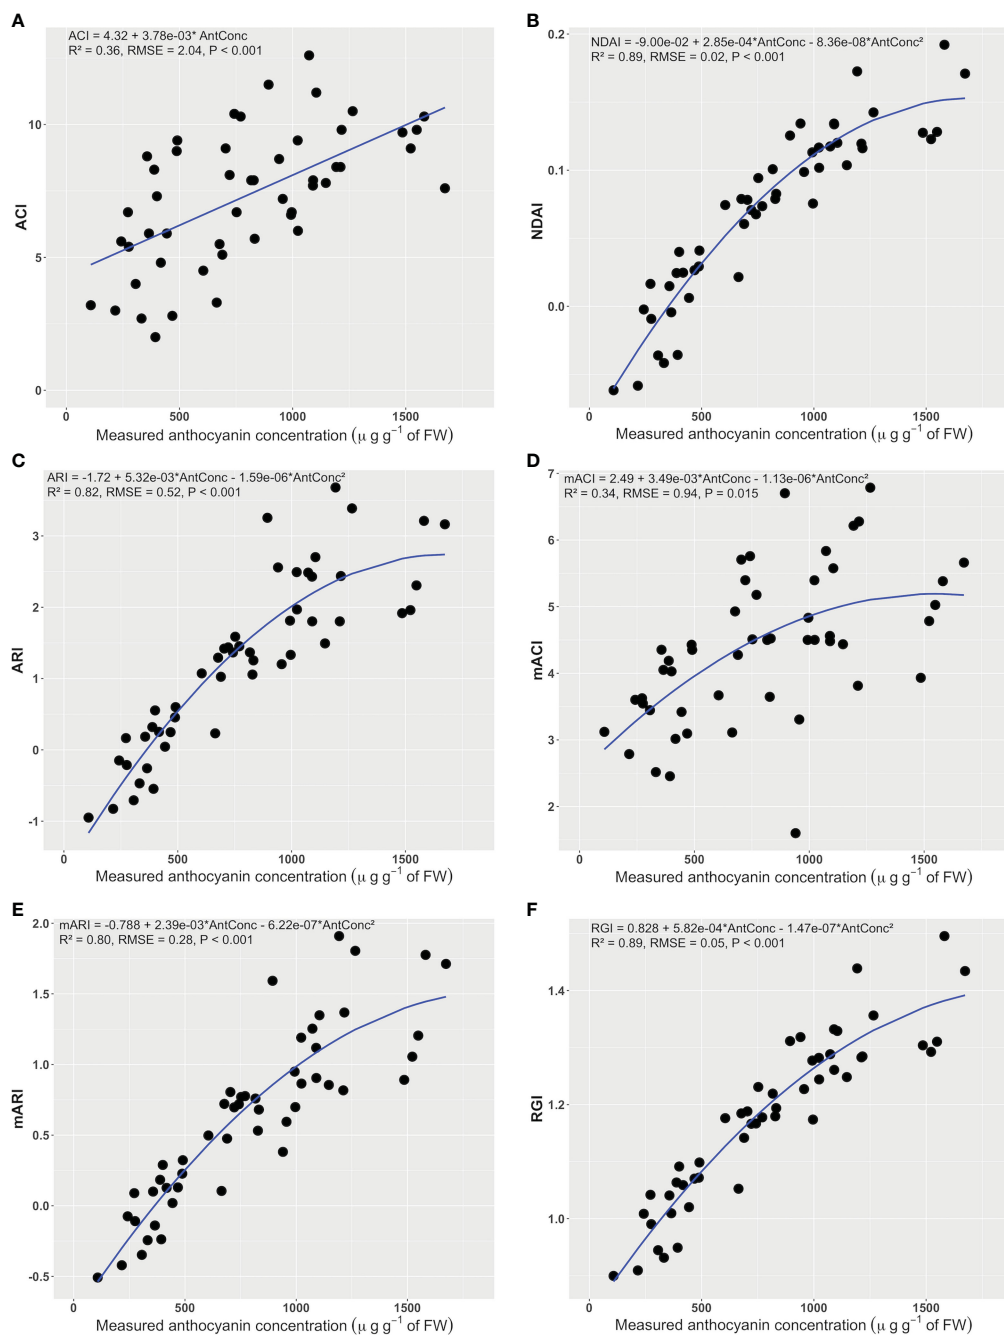 A
ACI = 4.32 + 3.78e-03* AntConc
R² = 0.36, RMSE = 2.04, P < 0.001
10
5
0
ACI
0 500 1000 1500
Measured anthocyanin concentration (μ g g⁻¹ of FW)
B
NDAI = -9.00e-02 + 2.85e-04*AntConc - 8.36e-08*AntConc²
R² = 0.89, RMSE = 0.02, P < 0.001
0.2
0.1
0.0
NDAI
0 500 1000 1500
Measured anthocyanin concentration (μ g g⁻¹ of FW)
C
ARI = -1.72 + 5.32e-03*AntConc - 1.59e-06*AntConc²
R² = 0.82, RMSE = 0.52, P < 0.001
3
2
1
0
-1
ARI
0 500 1000 1500
Measured anthocyanin concentration (μ g g⁻¹ of FW)
D
mACI = 2.49 + 3.49e-03*AntConc - 1.13e-06*AntConc²
R² = 0.34, RMSE = 0.94, P = 0.015
7
6
5
4
3
2
mACI
0 500 1000 1500
Measured anthocyanin concentration (μ g g⁻¹ of FW)
E
mARI = -0.788 + 2.39e-03*AntConc - 6.22e-07*AntConc²
R² = 0.80, RMSE = 0.28, P < 0.001
2.0
1.5
1.0
0.5
0.0
-0.5
mARI
0 500 1000 1500
Measured anthocyanin concentration (μ g g⁻¹ of FW)
F
RGI = 0.828 + 5.82e-04*AntConc - 1.47e-07*AntConc²
R² = 0.89, RMSE = 0.05, P < 0.001
1.4
1.2
1.0
RGI
0 500 1000 1500
Measured anthocyanin concentration (μ g g⁻¹ of FW)